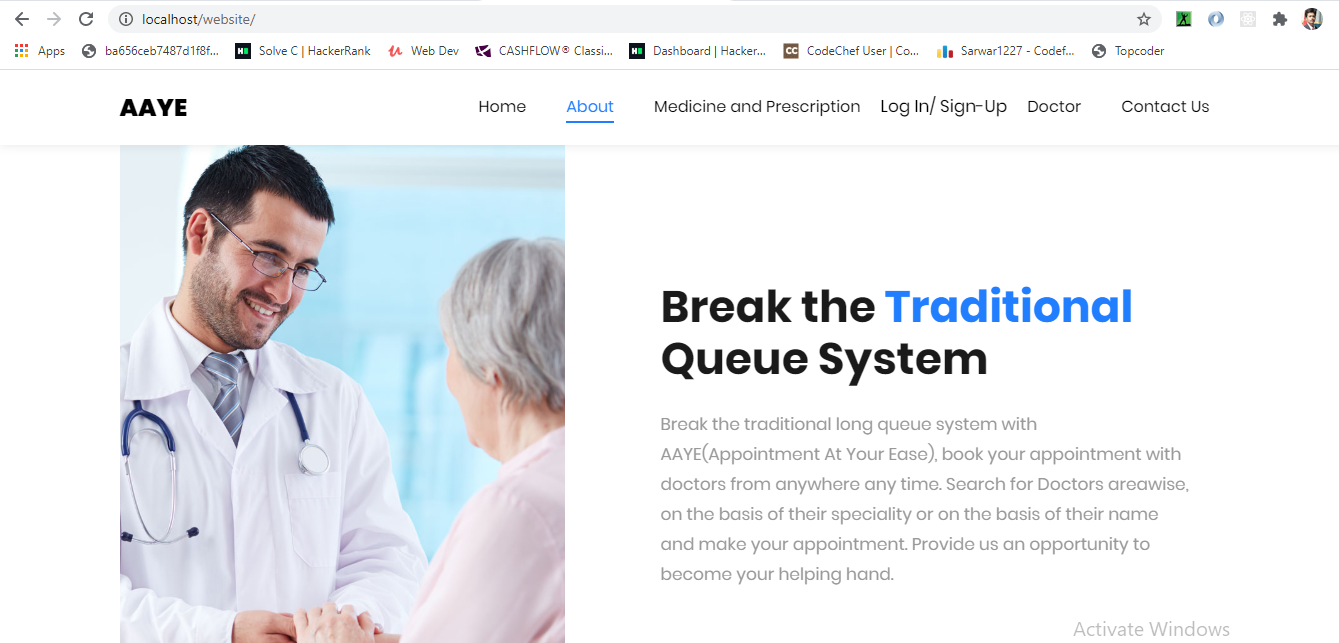 localhost/website/
Apps ba656ceb7487d1f8f... Solve C | HackerRank Web Dev CASHFLOW® Classi... Dashboard | Hacker... CodeChef User | Co... Sarwar1227 - Codef... Topcoder
AAYE Home About Medicine and Prescription Log In/ Sign-Up Doctor Contact Us
Break the Traditional
Queue System
Break the traditional long queue system with
AAYE(Appointment At Your Ease), book your appointment with
doctors from anywhere any time. Search for Doctors areawise,
on the basis of their speciality or on the basis of their name
and make your appointment. Provide us an opportunity to
become your helping hand.
Activate Windows